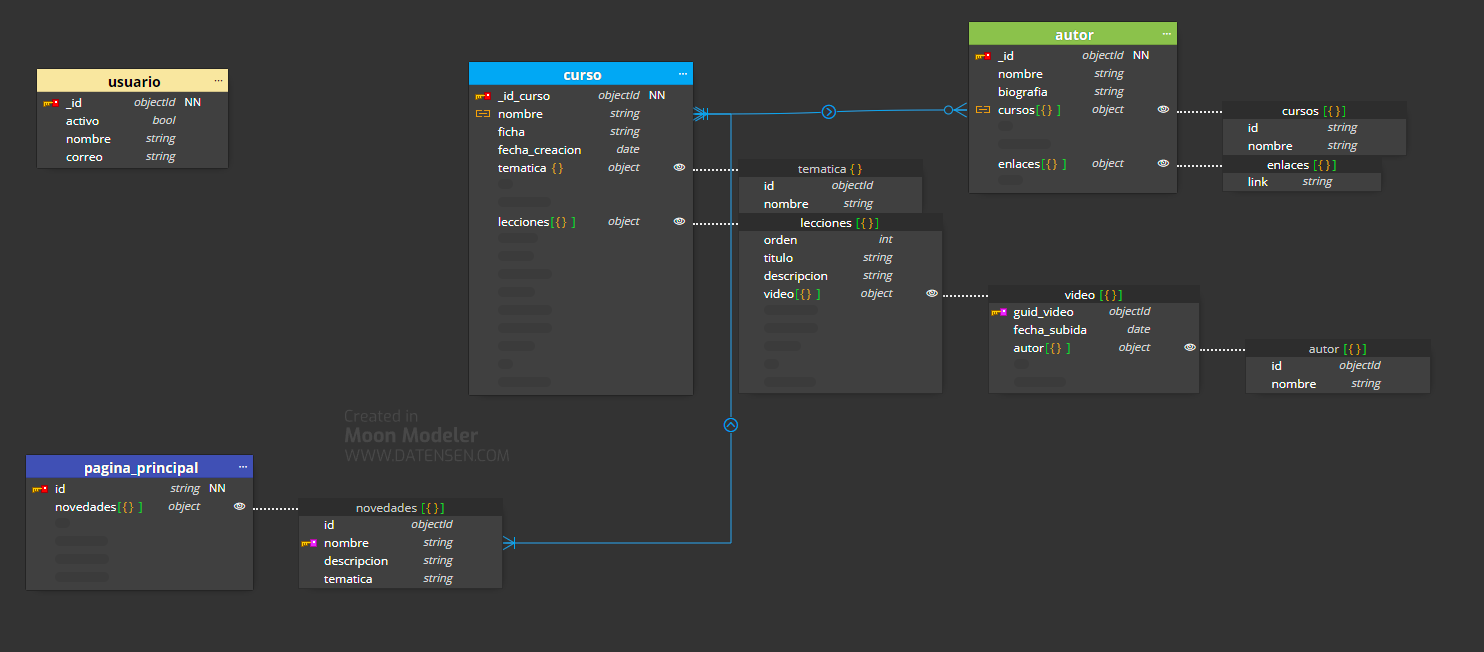 usuario ...
_id objectId NN
activo bool
nombre string
correo string
curso ...
_id_curso objectId NN
nombre string
ficha string
fecha_creacion date
tematica {} object
lecciones[{} ] object
tematica {}
id objectId
nombre string
lecciones [{}]
orden int
titulo string
descripcion string
video[{} ] object
autor ...
_id objectId NN
nombre string
biografia string
cursos[{} ] object
enlaces[{} ] object
cursos [{}]
id string
nombre string
enlaces [{}]
link string
video [{}]
guid_video objectId
fecha_subida date
autor[{} ] object
autor [{}]
id objectId
nombre string
Created in
Moon Modeler
WWW.DATENSEN.COM
pagina_principal ...
id string NN
novedades[{} ] object
novedades [{}]
id objectId
nombre string
descripcion string
tematica string